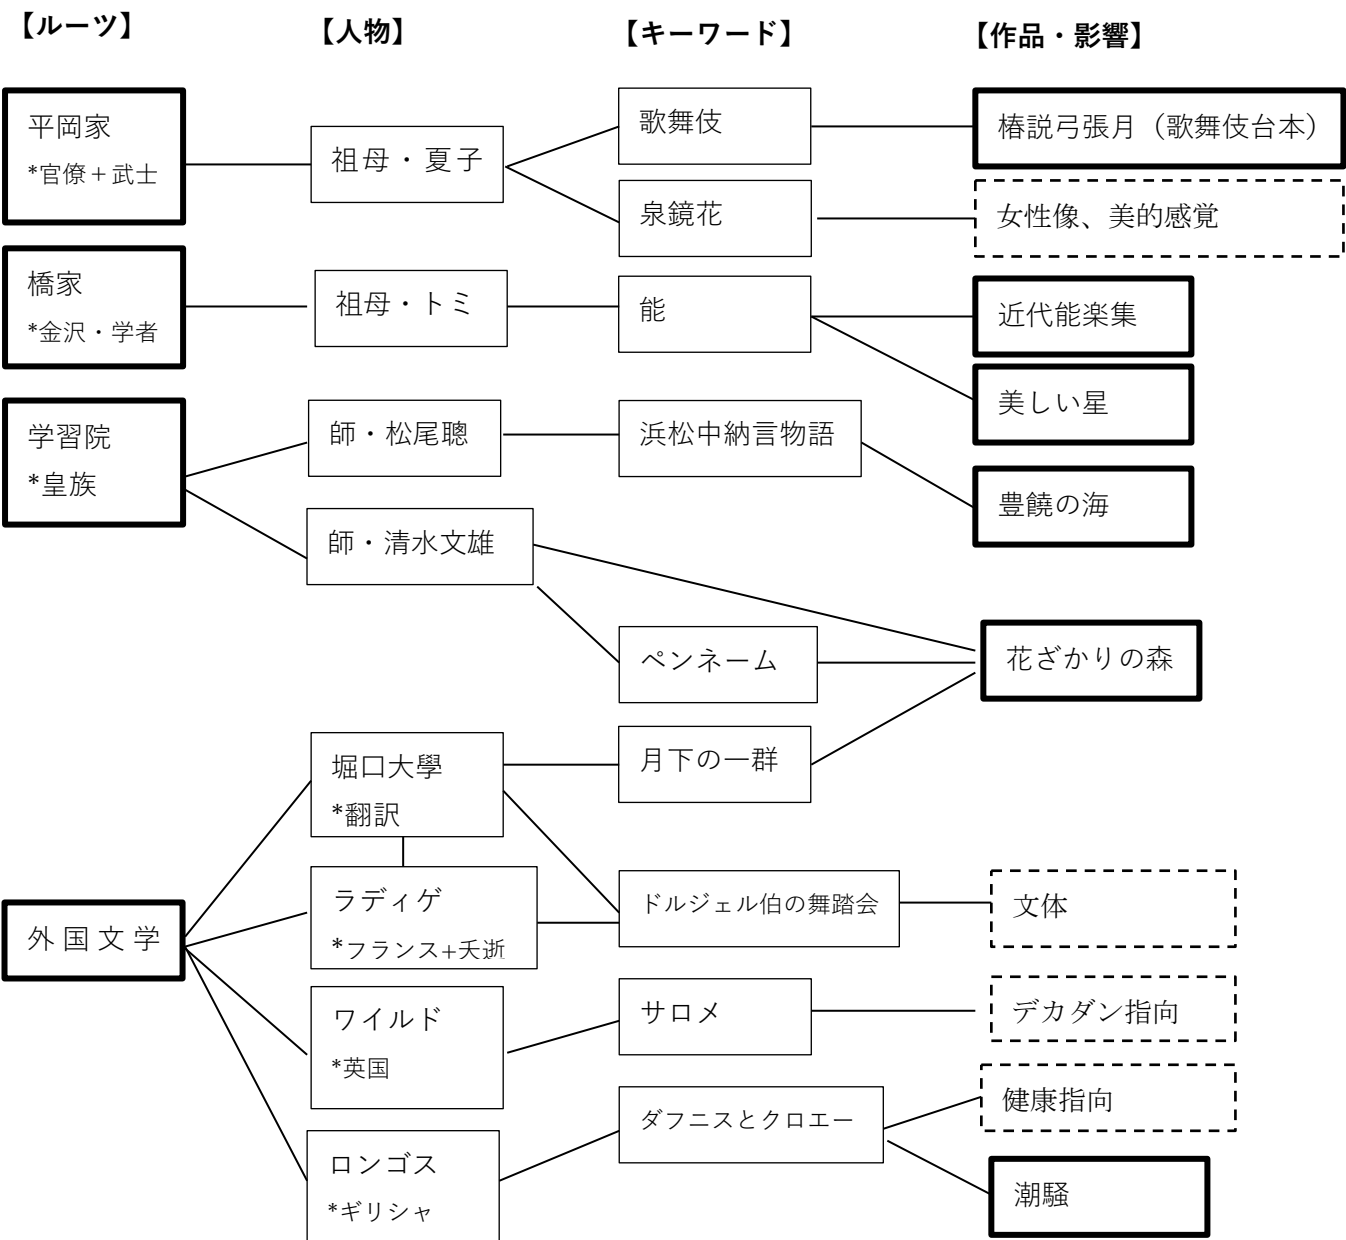 【ルーツ】
【人物】
【キーワード】
【作品・影響】
平岡家
*官僚＋武士
祖母・夏子
歌舞伎
椿説弓張月（歌舞伎台本）
泉鏡花
女性像、美的感覚
橋家
*金沢・学者
祖母・トミ
能
近代能楽集
美しい星
学習院
*皇族
師・松尾聰
浜松中納言物語
豊饒の海
師・清水文雄
ペンネーム
花ざかりの森
堀口大學
*翻訳
月下の一群
外国文学
ラディゲ
*フランス+夭逝
ドルジェル伯の舞踏会
文体
ワイルド
*英国
サロメ
デカダン指向
ロンゴス
*ギリシャ
ダフニスとクロエー
健康指向
潮騒